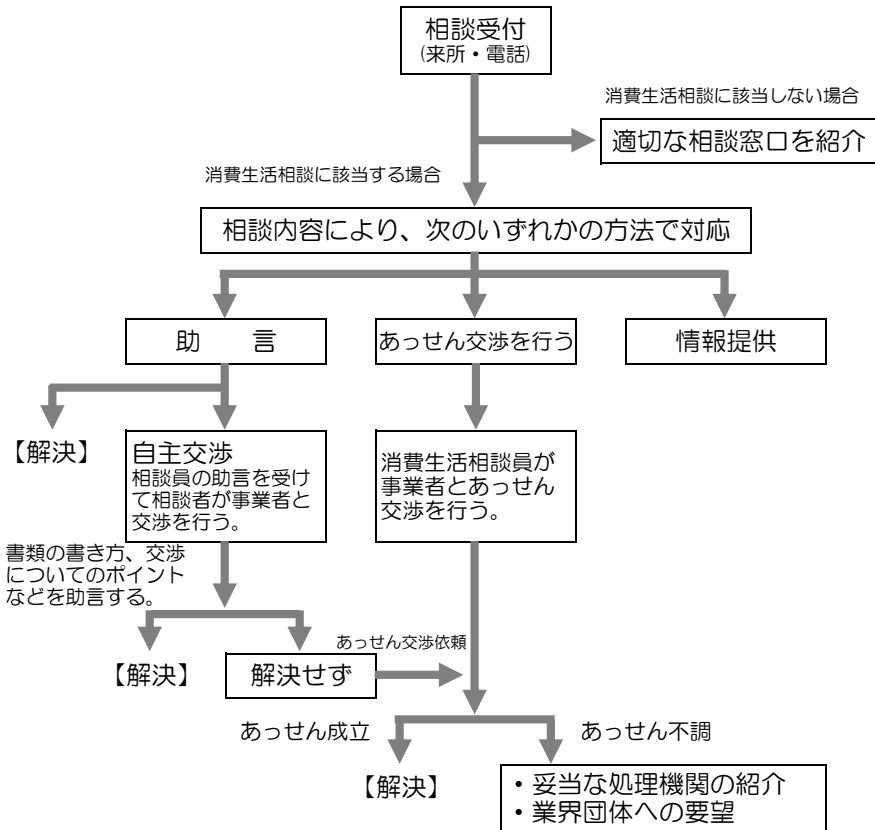 相談受付
(来所・電話)
消費生活相談に該当しない場合
適切な相談窓口を紹介
消費生活相談に該当する場合
相談内容により、次のいずれかの方法で対応
助　　言
あっせん交渉を行う
情報提供
【解決】
自主交渉
相談員の助言を受け
て相談者が事業者と
交渉を行う。
消費生活相談員が
事業者とあっせん
交渉を行う。
書類の書き方、交渉
についてのポイント
などを助言する。
【解決】
解決せず
あっせん交渉依頼
あっせん成立
あっせん不調
【解決】
・妥当な処理機関の紹介
・業界団体への要望